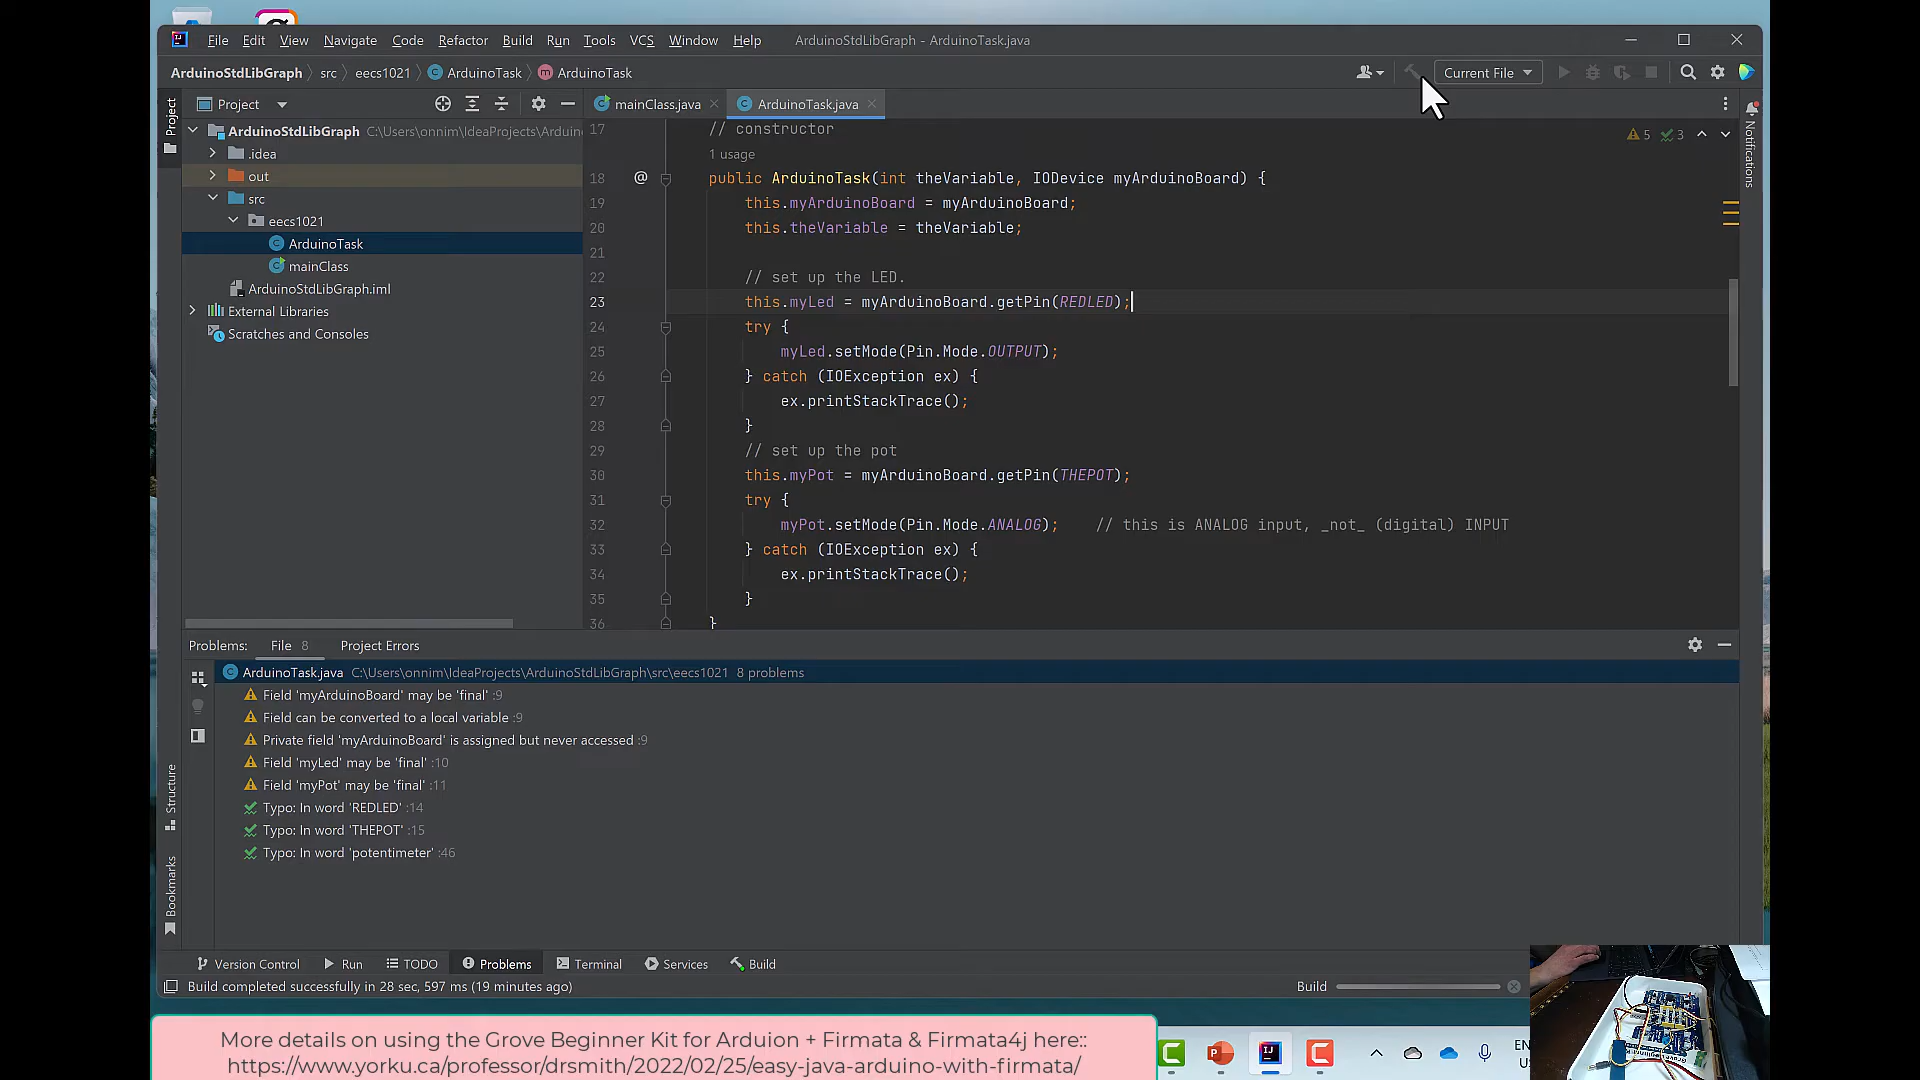 File Edit View Navigate Code Refactor Build Run Tools VCS Window Help ArduinoStdLibGraph - ArduinoTask.java
ArduinoStdLibGraph src eecs1021 ArduinoTask ArduinoTask Current File
Project mainClass.java ArduinoTask.java
Project
Notifications
ArduinoStdLibGraph C:\Users\onnim\IdeaProjects\Arduin
.idea
out
src
eecs1021
ArduinoTask
mainClass
ArduinoStdLibGraph.iml
External Libraries
Scratches and Consoles
5 3
17 // constructor
1 usage
18 @ public ArduinoTask(int theVariable, IODevice myArduinoBoard) {
19 this.myArduinoBoard = myArduinoBoard;
20 this.theVariable = theVariable;
21
22 // set up the LED.
23 this.myLed = myArduinoBoard.getPin(REDLED);
24 try {
25 myLed.setMode(Pin.Mode.OUTPUT);
26 } catch (IOException ex) {
27 ex.printStackTrace();
28 }
29 // set up the pot
30 this.myPot = myArduinoBoard.getPin(THEPOT);
31 try {
32 myPot.setMode(Pin.Mode.ANALOG); // this is ANALOG input, _not_ (digital) INPUT
33 } catch (IOException ex) {
34 ex.printStackTrace();
35 }
36 }
Problems: File 8 Project Errors
ArduinoTask.java C:\Users\onnim\IdeaProjects\ArduinoStdLibGraph\src\eecs1021 8 problems
Field 'myArduinoBoard' may be 'final' :9
Field can be converted to a local variable :9
Private field 'myArduinoBoard' is assigned but never accessed :9
Field 'myLed' may be 'final' :10
Field 'myPot' may be 'final' :11
Typo: In word 'REDLED' :14
Typo: In word 'THEPOT' :15
Typo: In word 'potentimeter' :46
Structure
Bookmarks
Version Control Run TODO Problems Terminal Services Build
Build completed successfully in 28 sec, 597 ms (19 minutes ago) Build
More details on using the Grove Beginner Kit for Arduion + Firmata & Firmata4j here::
https://www.yorku.ca/professor/drsmith/2022/02/25/easy-java-arduino-with-firmata/
EN